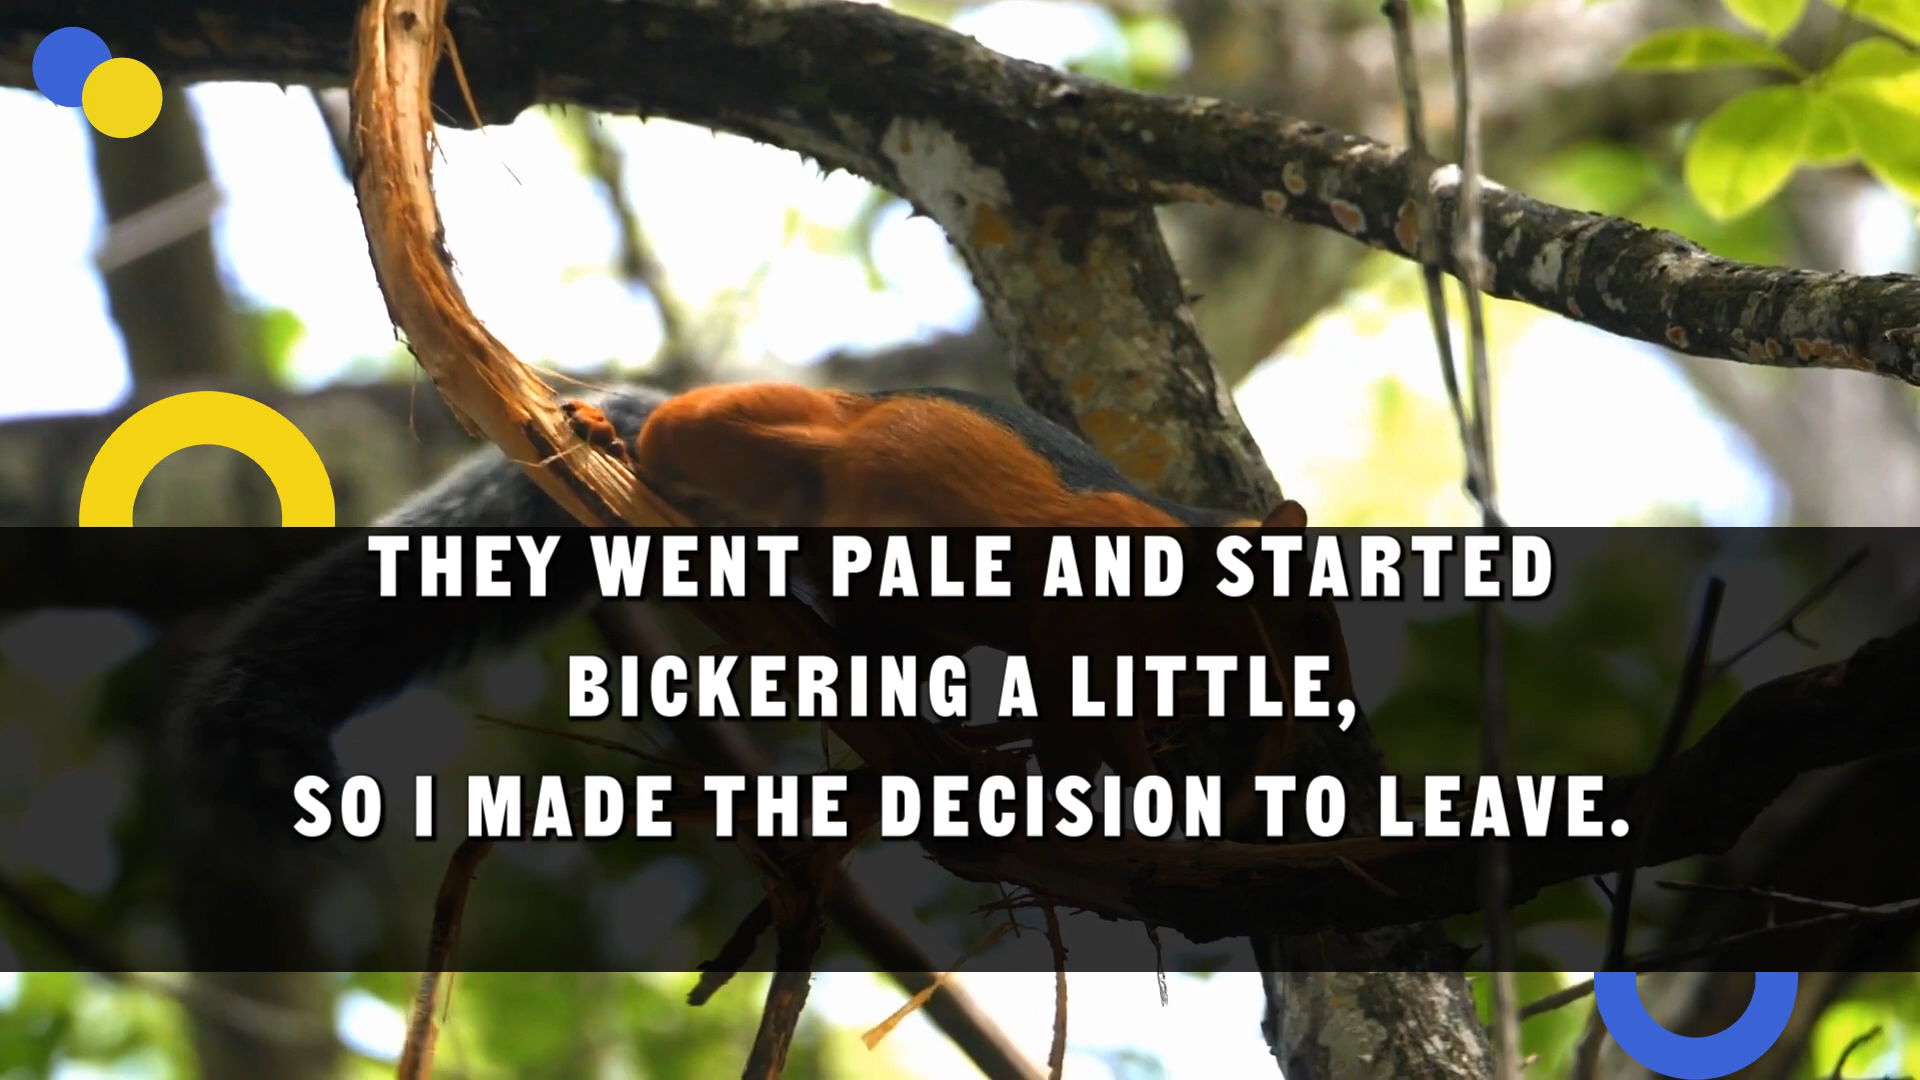 THEY WENT PALE AND STARTED
BICKERING A LITTLE,
SO I MADE THE DECISION TO LEAVE.